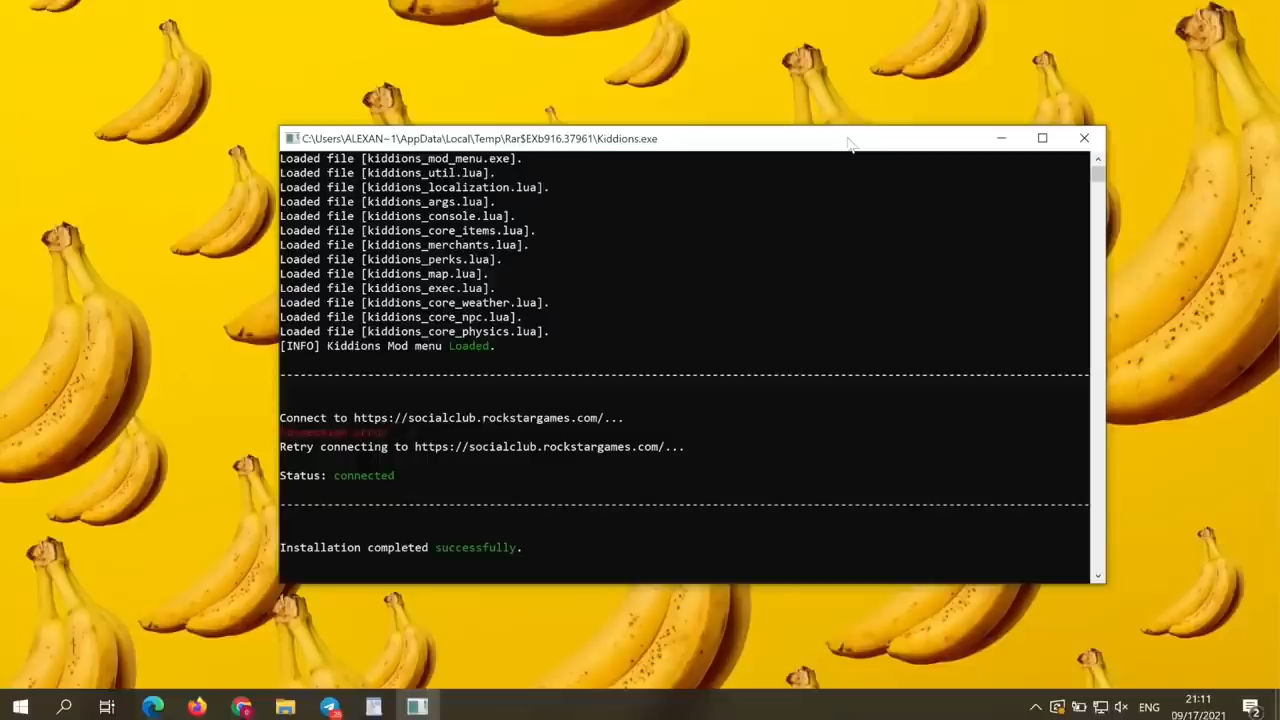 C:\Users\ALEXAN~1\AppData\Local\Temp\Rar$EXb916.37961\Kiddions.exe
Loaded file [kiddions_mod_menu.exe].
Loaded file [kiddions_util.lua].
Loaded file [kiddions_localization.lua].
Loaded file [kiddions_args.lua].
Loaded file [kiddions_console.lua].
Loaded file [kiddions_core_items.lua].
Loaded file [kiddions_merchants.lua].
Loaded file [kiddions_perks.lua].
Loaded file [kiddions_map.lua].
Loaded file [kiddions_exec.lua].
Loaded file [kiddions_core_weather.lua].
Loaded file [kiddions_core_npc.lua].
Loaded file [kiddions_core_physics.lua].
[INFO] Kiddions Mod menu Loaded.
Connect to https://socialclub.rockstargames.com/...
Retry connecting to https://socialclub.rockstargames.com/...
Status: connected
Installation completed successfully.
ENG
21:11
09/17/2021
2